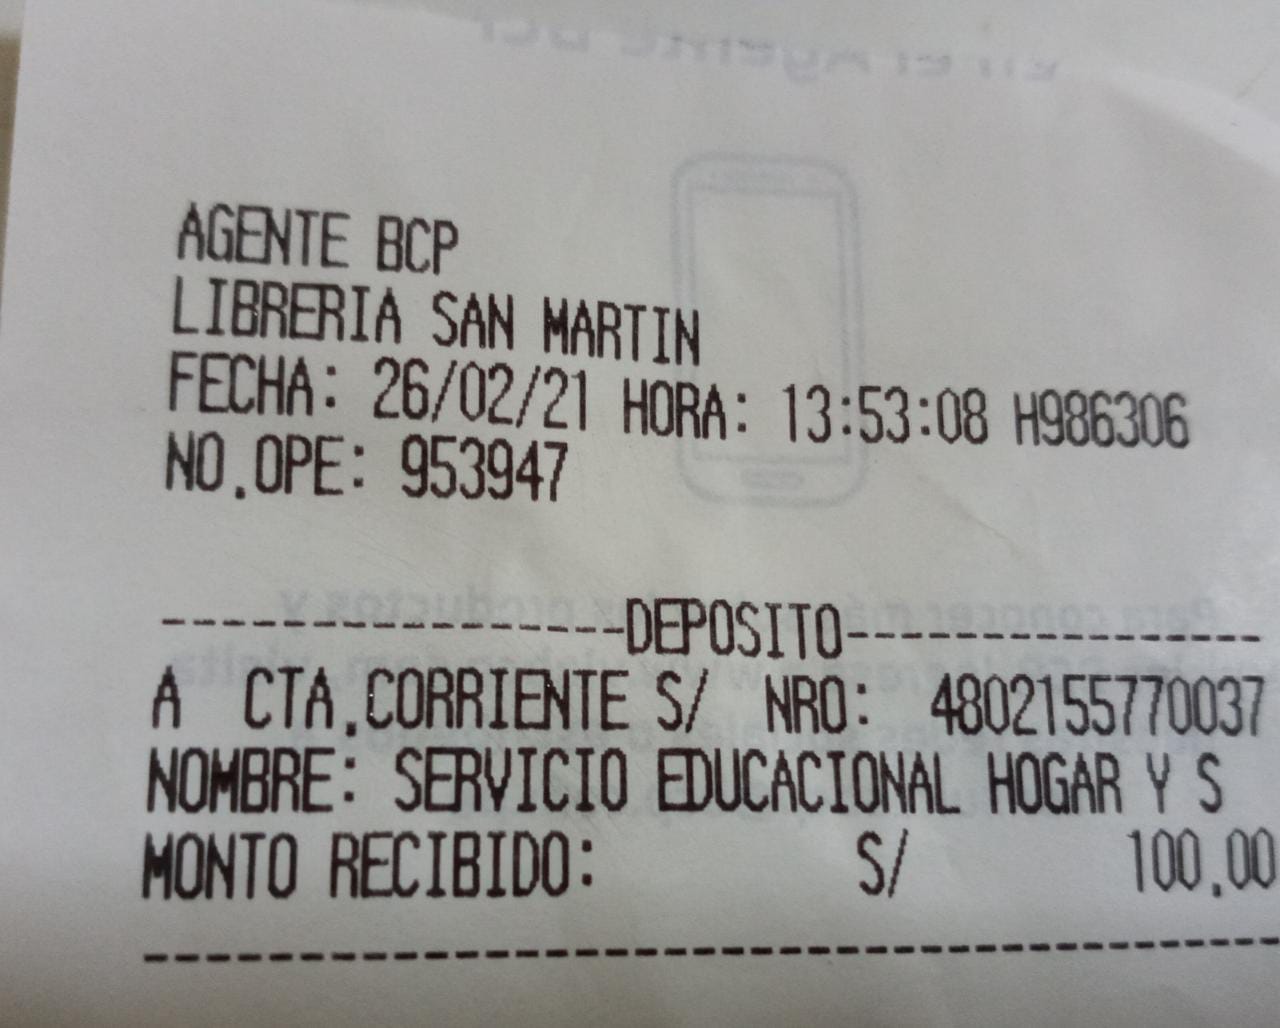 AGENTE BCP
LIBRERIA SAN MARTIN
FECHA: 26/02/21 HORA: 13:53:08 H986306
NO.OPE: 953947
-----------------DEPOSITO----------------
A CTA.CORRIENTE S/ NRO: 4802155770037
NOMBRE: SERVICIO EDUCACIONAL HOGAR Y S
MONTO RECIBIDO: S/ 100.00